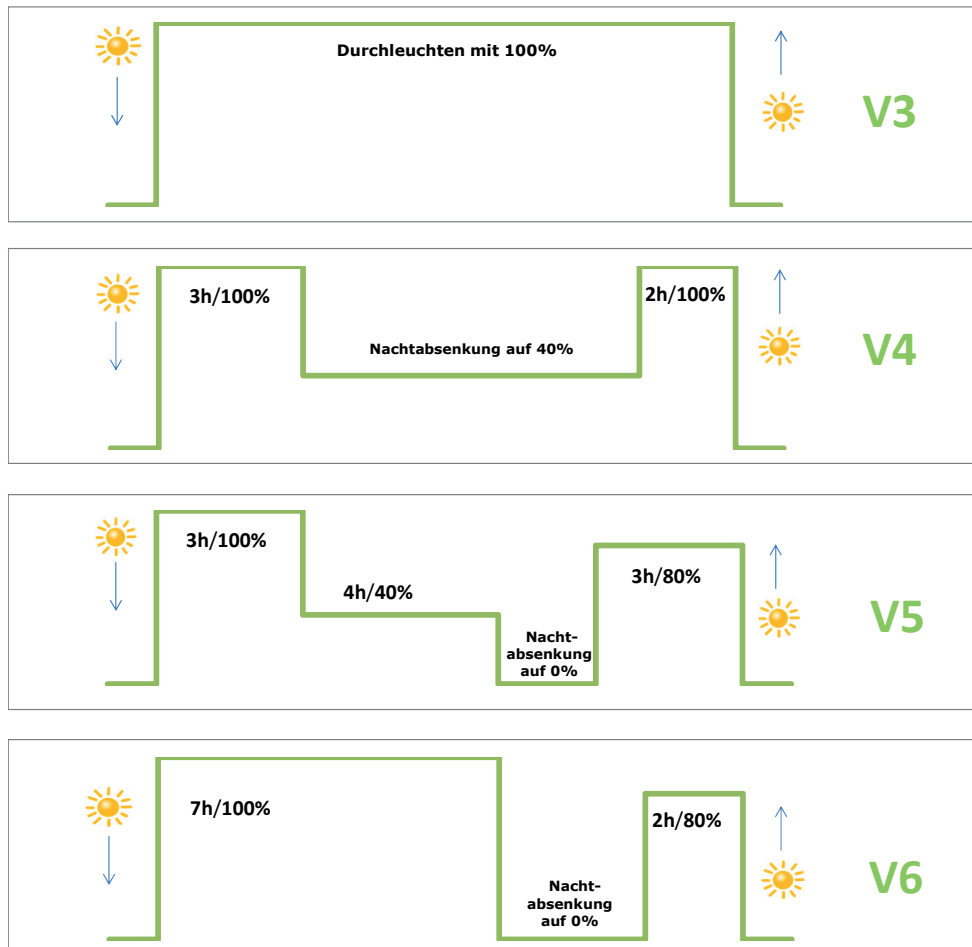 Durchleuchten mit 100%
V3
3h/100%
2h/100%
Nachtabsenkung auf 40%
V4
3h/100%
4h/40%
3h/80%
Nacht-
absenkung
auf 0%
V5
7h/100%
2h/80%
Nacht-
absenkung
auf 0%
V6